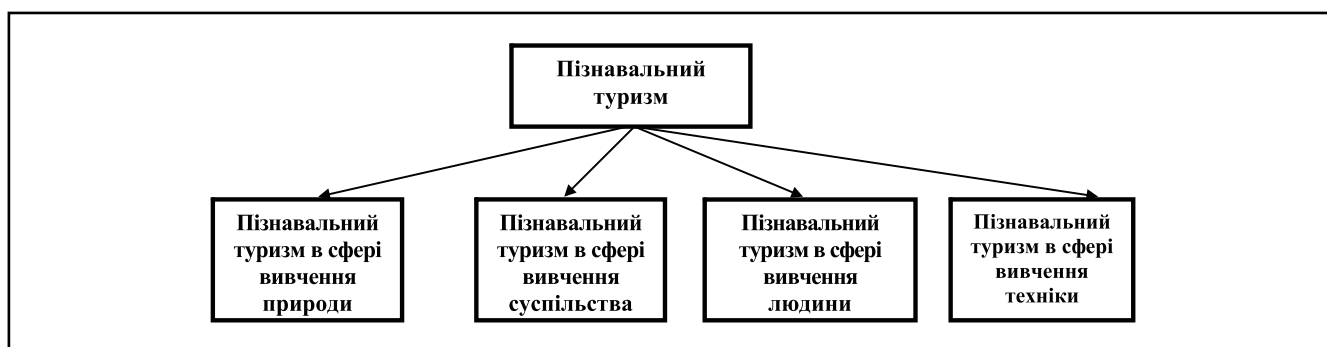 Пізнавальний
туризм
Пізнавальний
туризм в сфері
вивчення
природи
Пізнавальний
туризм в сфері
вивчення
суспільства
Пізнавальний
туризм в сфері
вивчення
людини
Пізнавальний
туризм в сфері
вивчення
техніки